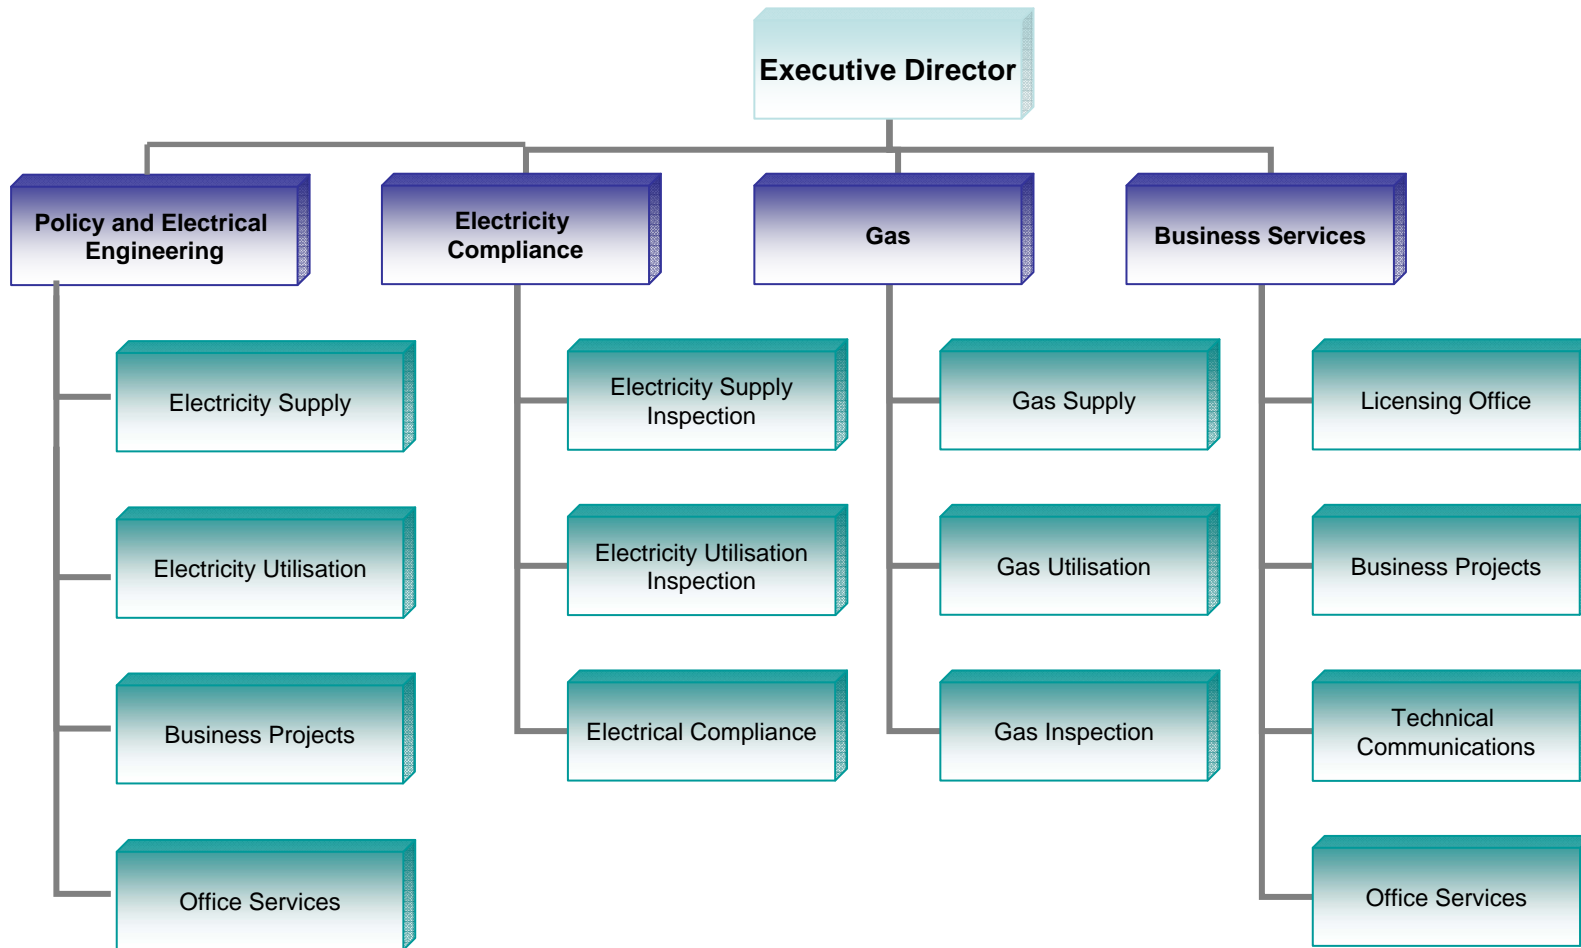 Executive Director
Policy and Electrical
Engineering
Electricity
Compliance
Gas
Business Services
Electricity Supply
Electricity Supply
Inspection
Gas Supply
Licensing Office
Electricity Utilisation
Electricity Utilisation
Inspection
Gas Utilisation
Business Projects
Business Projects
Electrical Compliance
Gas Inspection
Technical
Communications
Office Services
Office Services